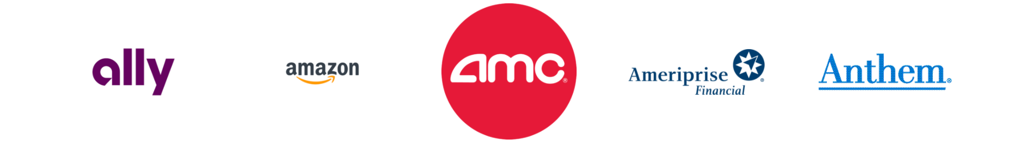 ally
amazon
amc®
Ameriprise
Financial®
Anthem®